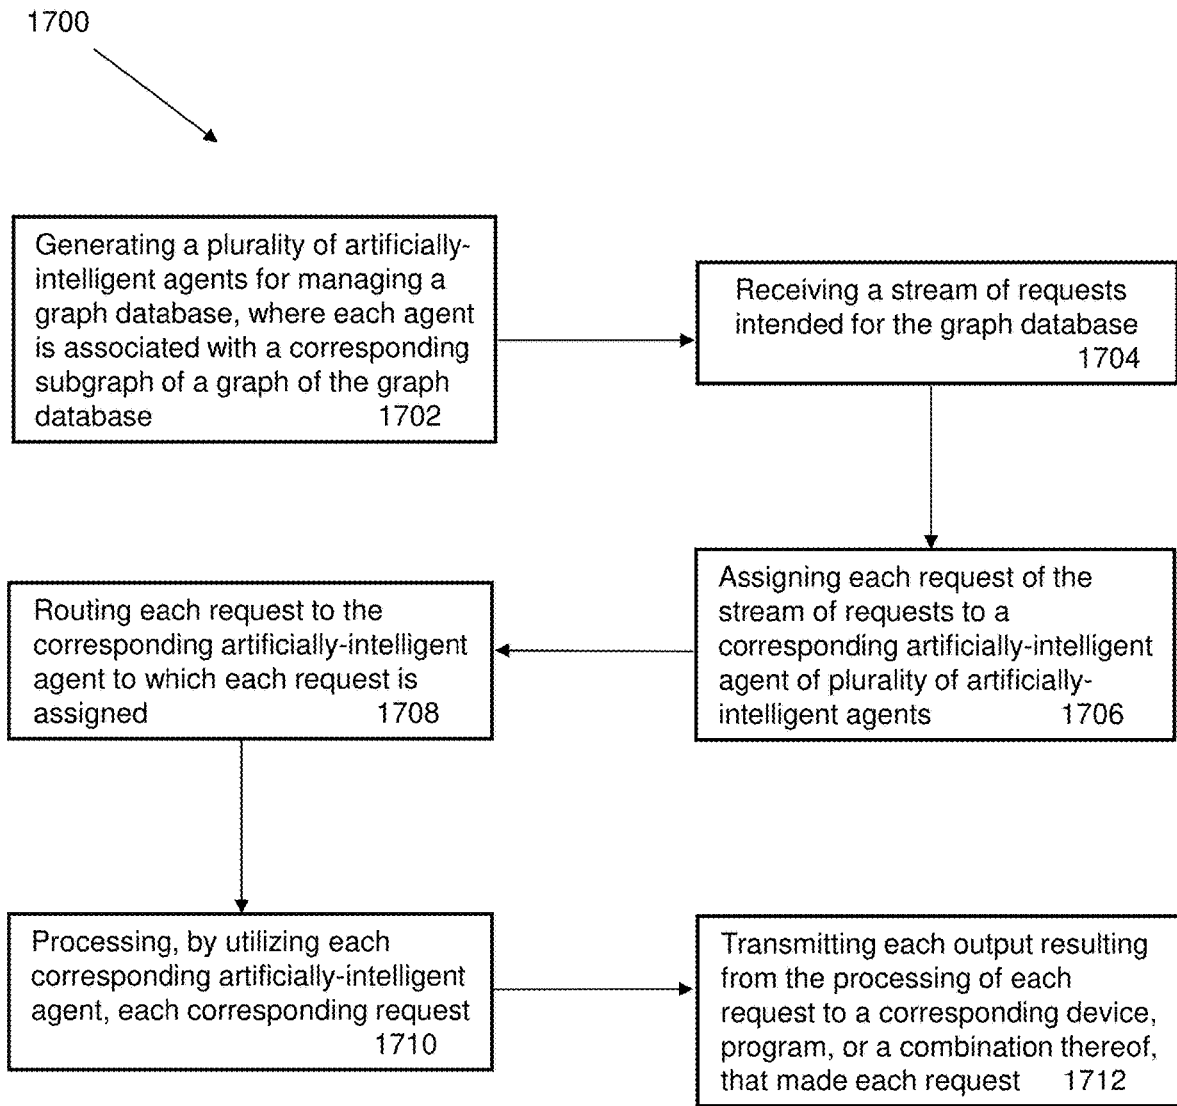 1700
Generating a plurality of artificially-
intelligent agents for managing a
graph database, where each agent
is associated with a corresponding
subgraph of a graph of the graph
database 1702
Receiving a stream of requests
intended for the graph database
1704
Assigning each request of the
stream of requests to a
corresponding artificially-intelligent
agent of plurality of artificially-
intelligent agents 1706
Routing each request to the
corresponding artificially-intelligent
agent to which each request is
assigned 1708
Processing, by utilizing each
corresponding artificially-intelligent
agent, each corresponding request
1710
Transmitting each output resulting
from the processing of each
request to a corresponding device,
program, or a combination thereof,
that made each request 1712